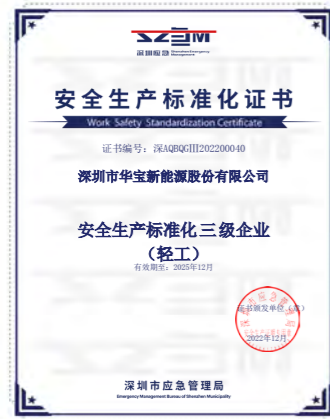 SZEM
深圳应急 Shenzhen Emergency Management
安全生产标准化证书
Work Safety Standardization Certificate
证书编号：深AQBQGⅢ202200040
深圳市华宝新能源股份有限公司
安全生产标准化三级企业
（轻工）
有效期至：2025年12月
证书颁发单位（章）
2022年12月
深圳市应急管理局
Emergency Management Bureau of Shenzhen Municipality